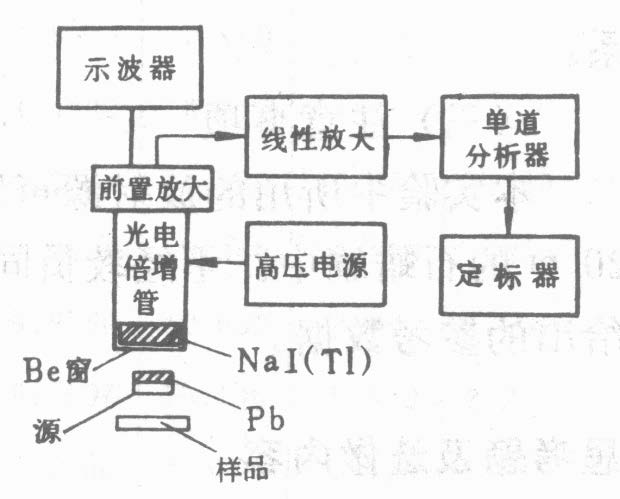 示波器
线性放大
单道
分析器
前置放大
光电
倍增
管
高压电源
定标器
Be窗
NaI(Tl)
源
Pb
样品